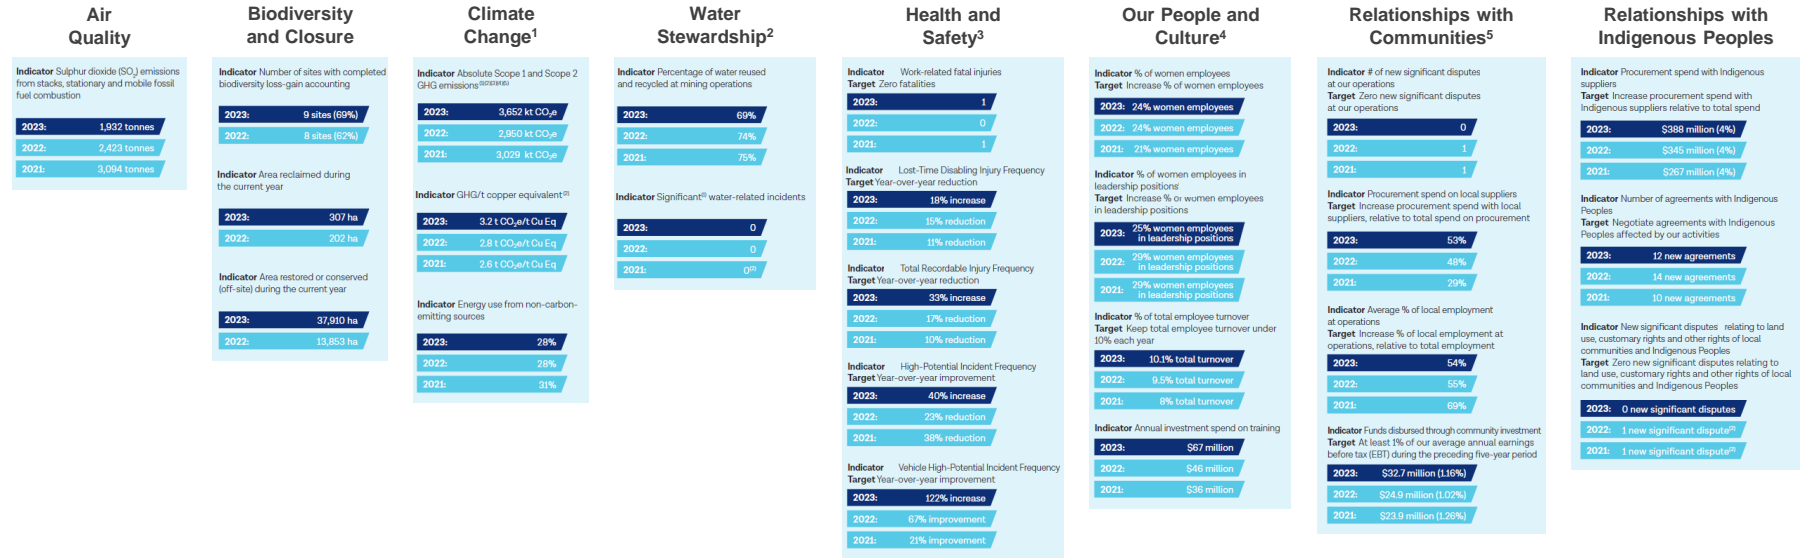 Air
Quality
Indicator Sulphur dioxide (SO2) emissions
from stacks, stationary and mobile fossil
fuel combustion
2023: 1,932 tonnes
2022: 2,423 tonnes
2021: 3,094 tonnes
Biodiversity
and Closure
Indicator Number of sites with completed
biodiversity loss-gain accounting
2023: 9 sites (69%)
2022: 8 sites (62%)
Indicator Area reclaimed during
the current year
2023: 307 ha
2022: 202 ha
Indicator Area restored or conserved
(off-site) during the current year
2023: 37,910 ha
2022: 13,853 ha
Climate
Change1
Indicator Absolute Scope 1 and Scope 2
GHG emissions
2023: 3,652 kt CO2e
2022: 2,950 kt CO2e
2021: 3,029 kt CO2e
Indicator GHG/t copper equivalent(2)
2023: 3.2 t CO2e/t Cu Eq
2022: 2.8 t CO2e/t Cu Eq
2021: 2.6 t CO2e/t Cu Eq
Indicator Energy use from non-carbon-
emitting sources
2023: 28%
2022: 28%
2021: 31%
Water
Stewardship2
Indicator Percentage of water reused
and recycled at mining operations
2023: 69%
2022: 74%
2021: 75%
Indicator Significant(1) water-related incidents
2023: 0
2022: 0
2021: 0(2)
Health and
Safety3
Indicator Work-related fatal injuries
Target Zero fatalities
2023: 1
2022: 0
2021: 1
Indicator Lost-Time Disabling Injury Frequency
Target Year-over-year reduction
2023: 18% increase
2022: 15% reduction
2021: 11% reduction
Indicator Total Recordable Injury Frequency
Target Year-over-year reduction
2023: 33% increase
2022: 17% reduction
2021: 10% reduction
Indicator High-Potential Incident Frequency
Target Year-over-year improvement
2023: 40% increase
2022: 23% reduction
2021: 38% reduction
Indicator Vehicle High-Potential Incident Frequency
Target Year-over-year improvement
2023: 122% increase
2022: 67% improvement
2021: 21% improvement
Our People and
Culture4
Indicator % of women employees
Target Increase % of women employees
2023: 24% women employees
2022: 24% women employees
2021: 21% women employees
Indicator % of women employees in
leadership positions
Target Increase % of women employees
in leadership positions
2023: 25% women employees
in leadership positions
2022: 29% women employees
in leadership positions
2021: 29% women employees
in leadership positions
Indicator % of total employee turnover
Target Keep total employee turnover under
10% each year
2023: 10.1% total turnover
2022: 9.5% total turnover
2021: 8% total turnover
Indicator Annual investment spend on training
2023: $67 million
2022: $46 million
2021: $36 million
Relationships with
Communities5
Indicator # of new significant disputes
at our operations
Target Zero new significant disputes
at our operations
2023: 0
2022: 1
2021: 1
Indicator Procurement spend on local suppliers
Target Increase procurement spend with local
suppliers, relative to total spend on procurement
2023: 53%
2022: 48%
2021: 29%
Indicator Average % of local employment
at operations
Target Increase % of local employment at
operations, relative to total employment
2023: 54%
2022: 55%
2021: 69%
Indicator Funds disbursed through community investment
Target At least 1% of our average annual earnings
before tax (EBT) during the preceding five-year period
2023: $32.7 million (1.16%)
2022: $24.9 million (1.02%)
2021: $23.9 million (1.26%)
Relationships with
Indigenous Peoples
Indicator Procurement spend with Indigenous
suppliers
Target Increase procurement spend with
Indigenous suppliers relative to total spend
2023: $388 million (4%)
2022: $345 million (4%)
2021: $267 million (4%)
Indicator Number of agreements with Indigenous
Peoples
Target Negotiate agreements with Indigenous
Peoples affected by our activities
2023: 12 new agreements
2022: 14 new agreements
2021: 10 new agreements
Indicator New significant disputes relating to land
use, customary rights and other rights of local
communities and Indigenous Peoples
Target Zero new significant disputes relating to
land use, customary rights and other rights of local
communities and Indigenous Peoples
2023: 0 new significant disputes
2022: 1 new significant dispute(2)
2021: 1 new significant dispute(2)